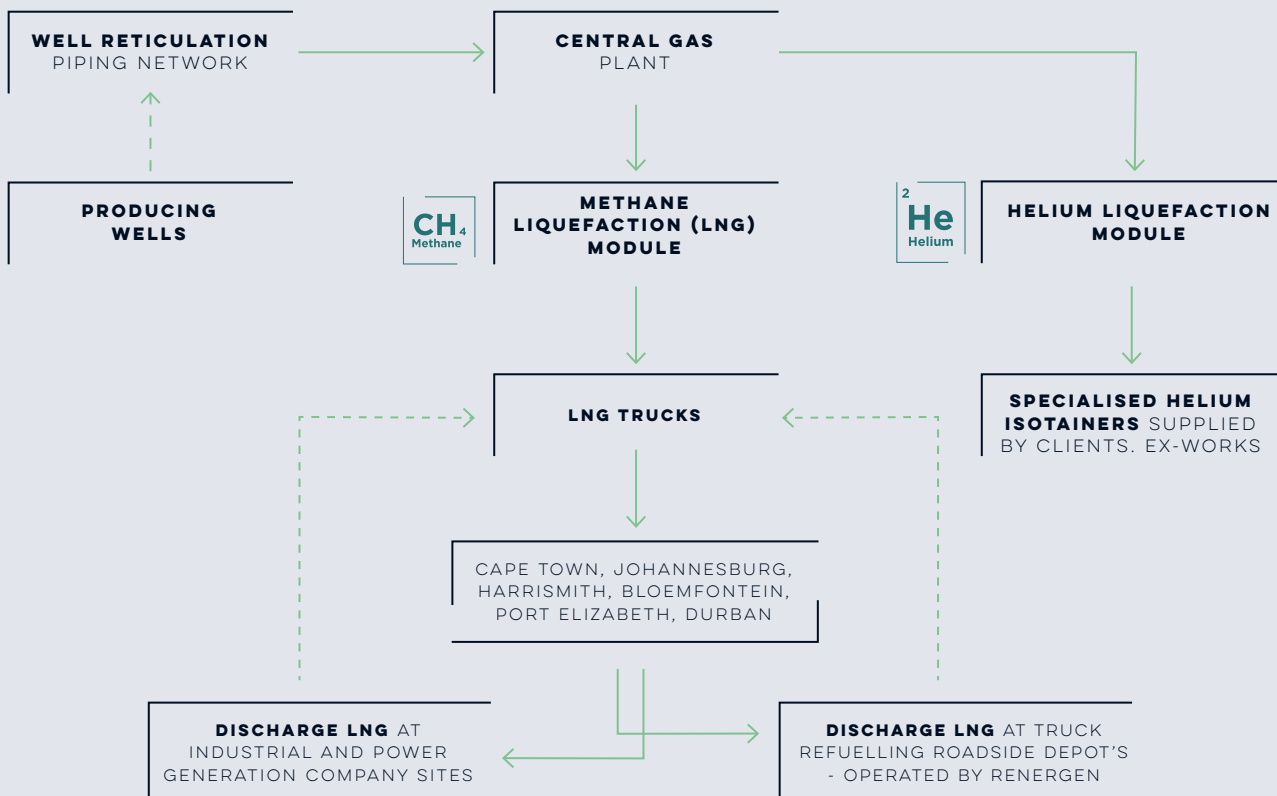 WELL RETICULATION
PIPING NETWORK
CENTRAL GAS
PLANT
PRODUCING
WELLS
CH4
Methane
METHANE
LIQUEFACTION (LNG)
MODULE
2
He
Helium
HELIUM LIQUEFACTION
MODULE
LNG TRUCKS
SPECIALISED HELIUM
ISOTAINERS SUPPLIED
BY CLIENTS. EX-WORKS
CAPE TOWN, JOHANNESBURG,
HARRISMITH, BLOEMFONTEIN,
PORT ELIZABETH, DURBAN
DISCHARGE LNG AT
INDUSTRIAL AND POWER
GENERATION COMPANY SITES
DISCHARGE LNG AT TRUCK
REFUELLING ROADSIDE DEPOT'S
- OPERATED BY RENERGEN